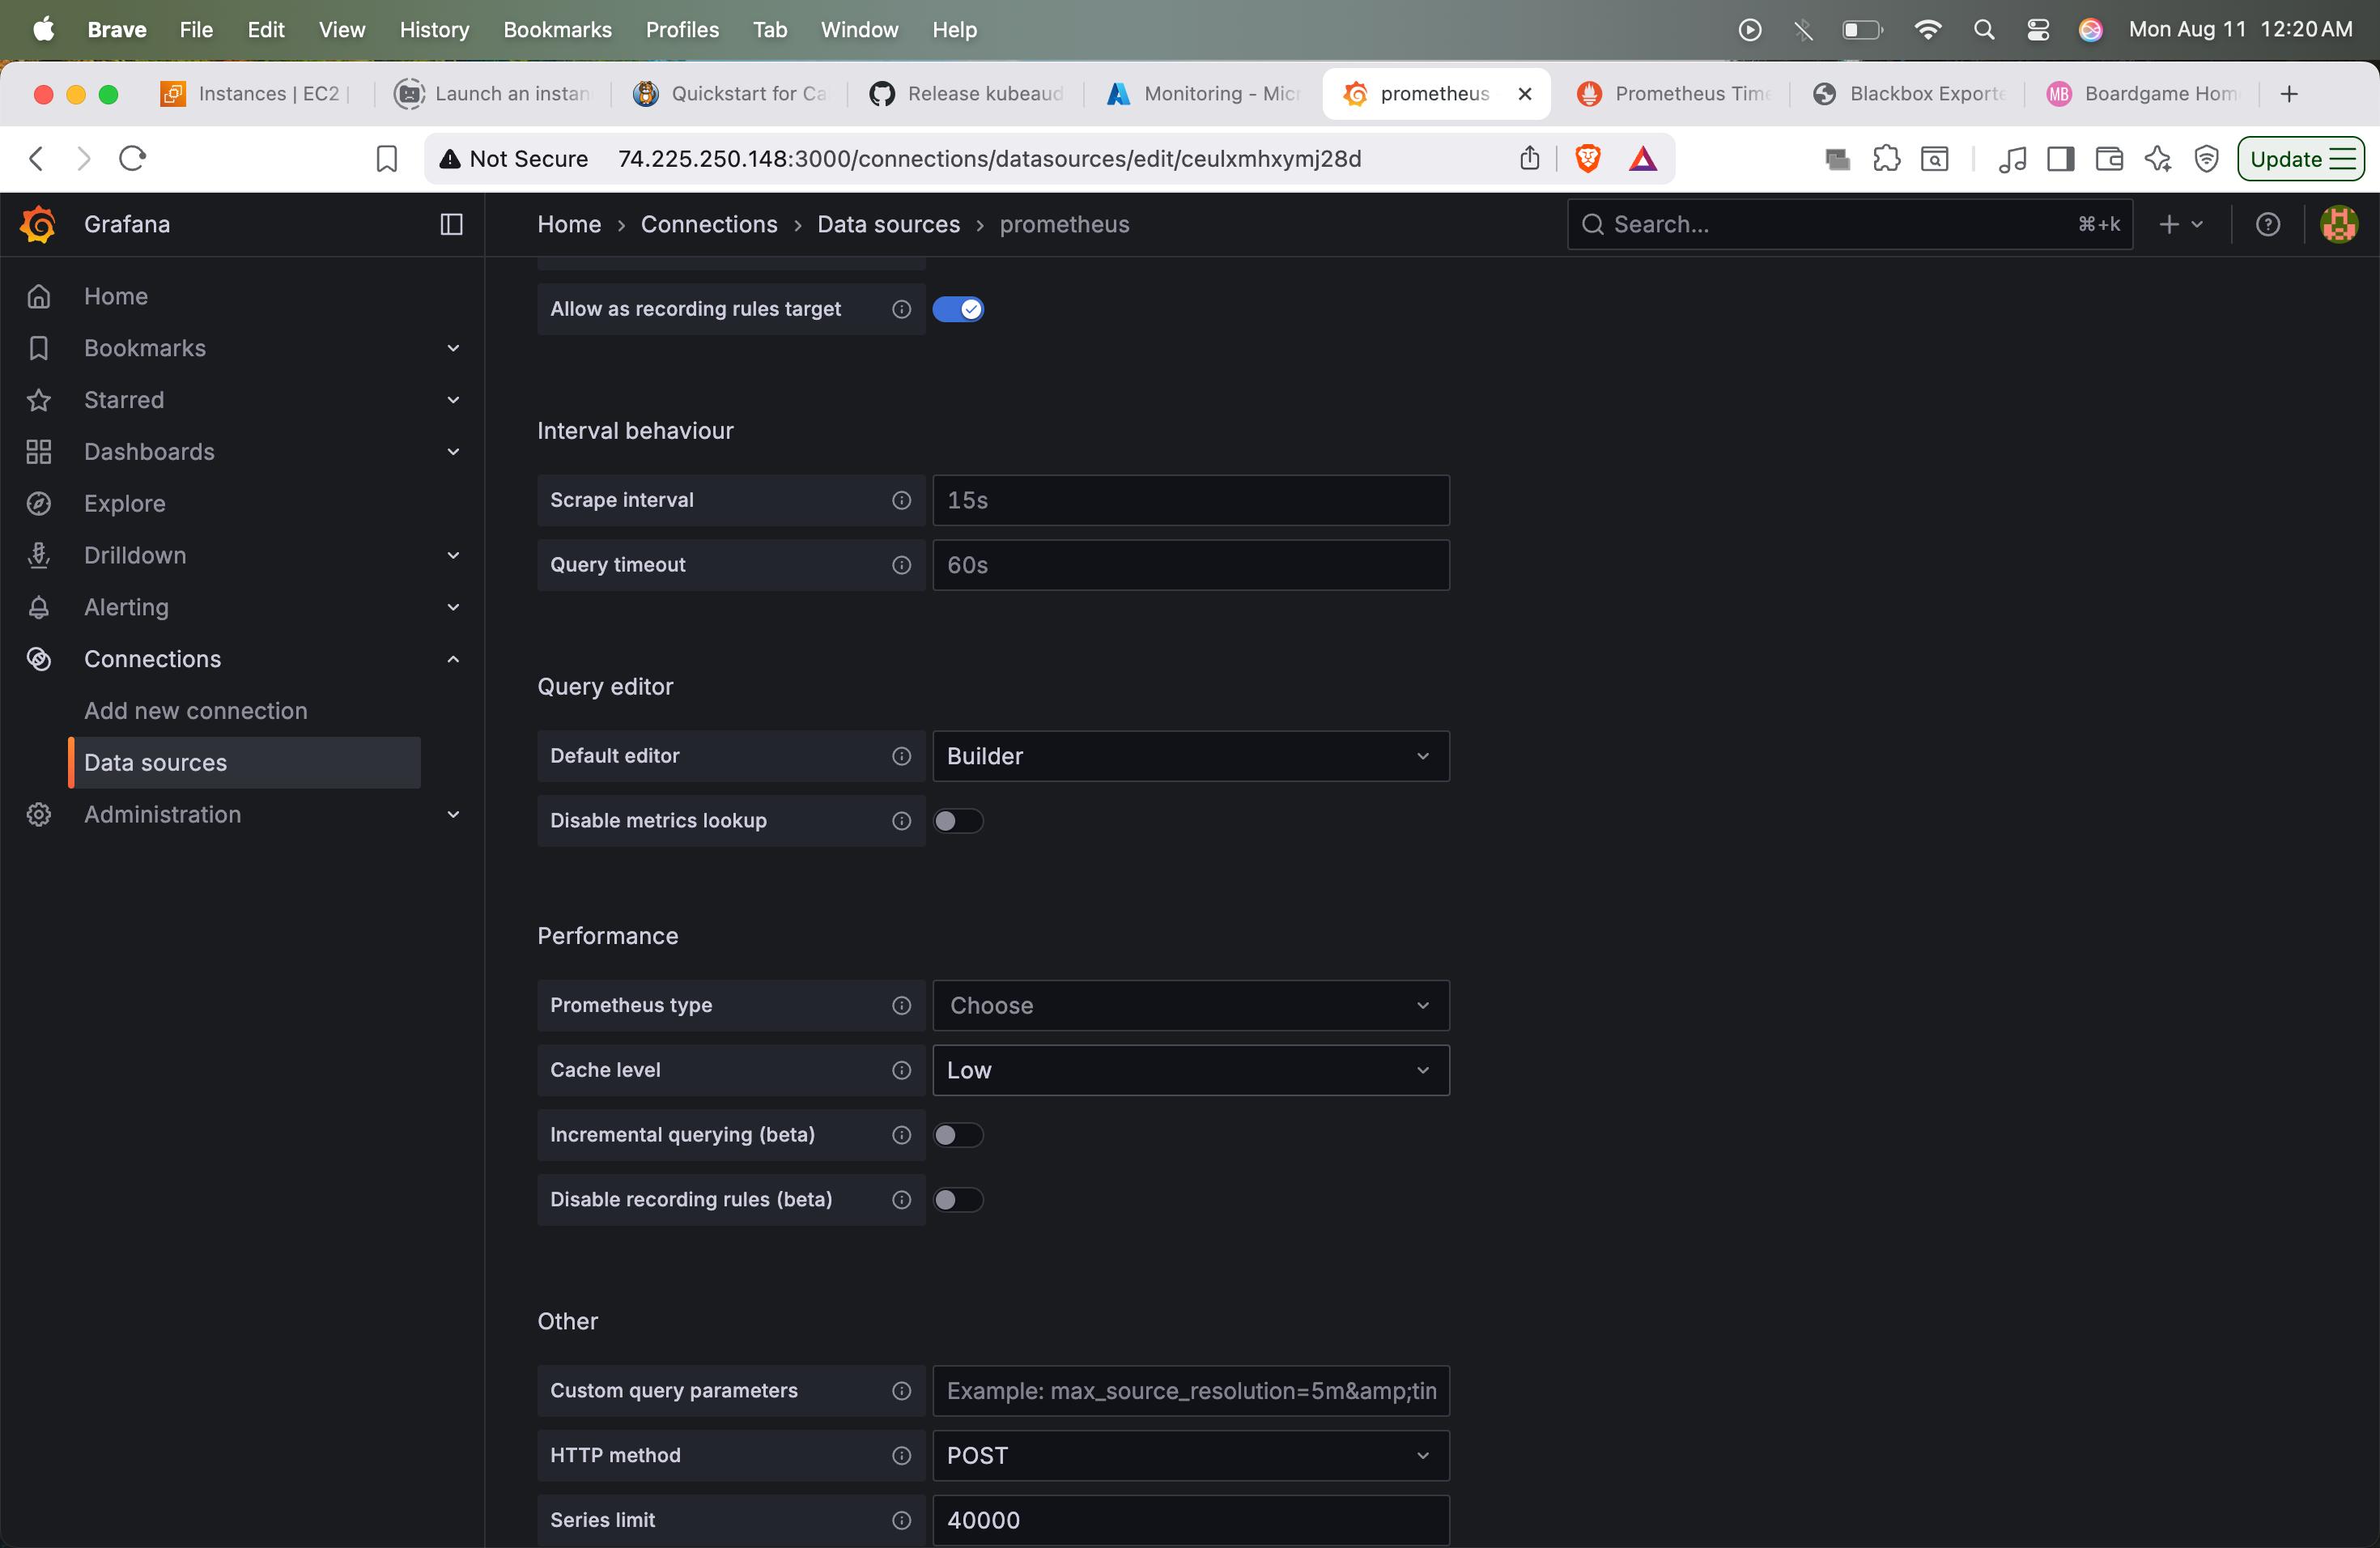 Brave File Edit View History Bookmarks Profiles Tab Window Help Mon Aug 11 12:20 AM
Instances | EC2 | Launch an instan Quickstart for Ca Release kubeaud Monitoring - Micr prometheus Prometheus Time Blackbox Exporte MB Boardgame Hom
Not Secure 74.225.250.148:3000/connections/datasources/edit/ceulxmhxymj28d Update
Grafana Home › Connections › Data sources › prometheus Search... ⌘+k
Home
Bookmarks
Starred
Dashboards
Explore
Drilldown
Alerting
Connections
Add new connection
Data sources
Administration
Allow as recording rules target
Interval behaviour
Scrape interval 15s
Query timeout 60s
Query editor
Default editor Builder
Disable metrics lookup
Performance
Prometheus type Choose
Cache level Low
Incremental querying (beta)
Disable recording rules (beta)
Other
Custom query parameters Example: max_source_resolution=5m&amp;tim
HTTP method POST
Series limit 40000